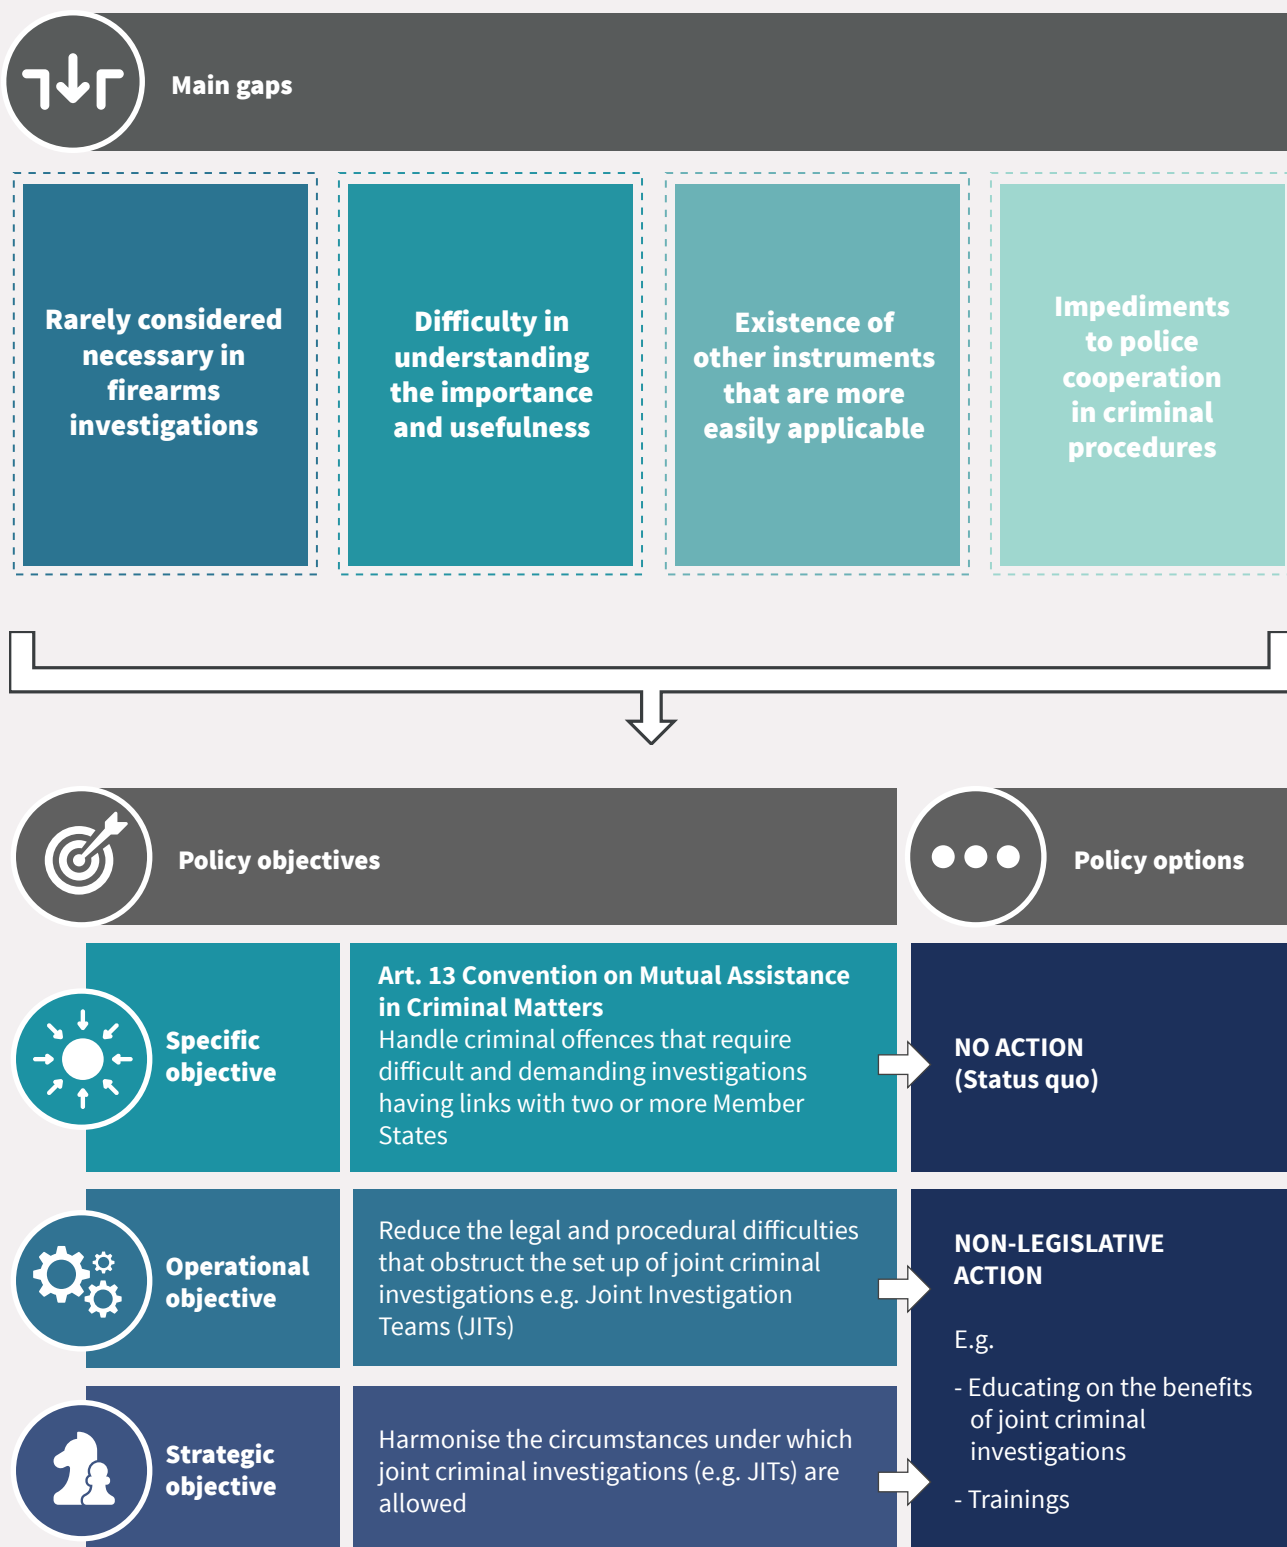 Main gaps
Rarely considered
necessary in
firearms
investigations
Difficulty in
understanding
the importance
and usefulness
Existence of
other instruments
that are more
easily applicable
Impediments
to police
cooperation
in criminal
procedures
Policy objectives
Policy options
Specific
objective
Art. 13 Convention on Mutual Assistance
in Criminal Matters
Handle criminal offences that require
difficult and demanding investigations
having links with two or more Member
States
NO ACTION
(Status quo)
Operational
objective
Reduce the legal and procedural difficulties
that obstruct the set up of joint criminal
investigations e.g. Joint Investigation
Teams (JITs)
NON-LEGISLATIVE
ACTION
E.g.
- Educating on the benefits
of joint criminal
investigations
- Trainings
Strategic
objective
Harmonise the circumstances under which
joint criminal investigations (e.g. JITs) are
allowed